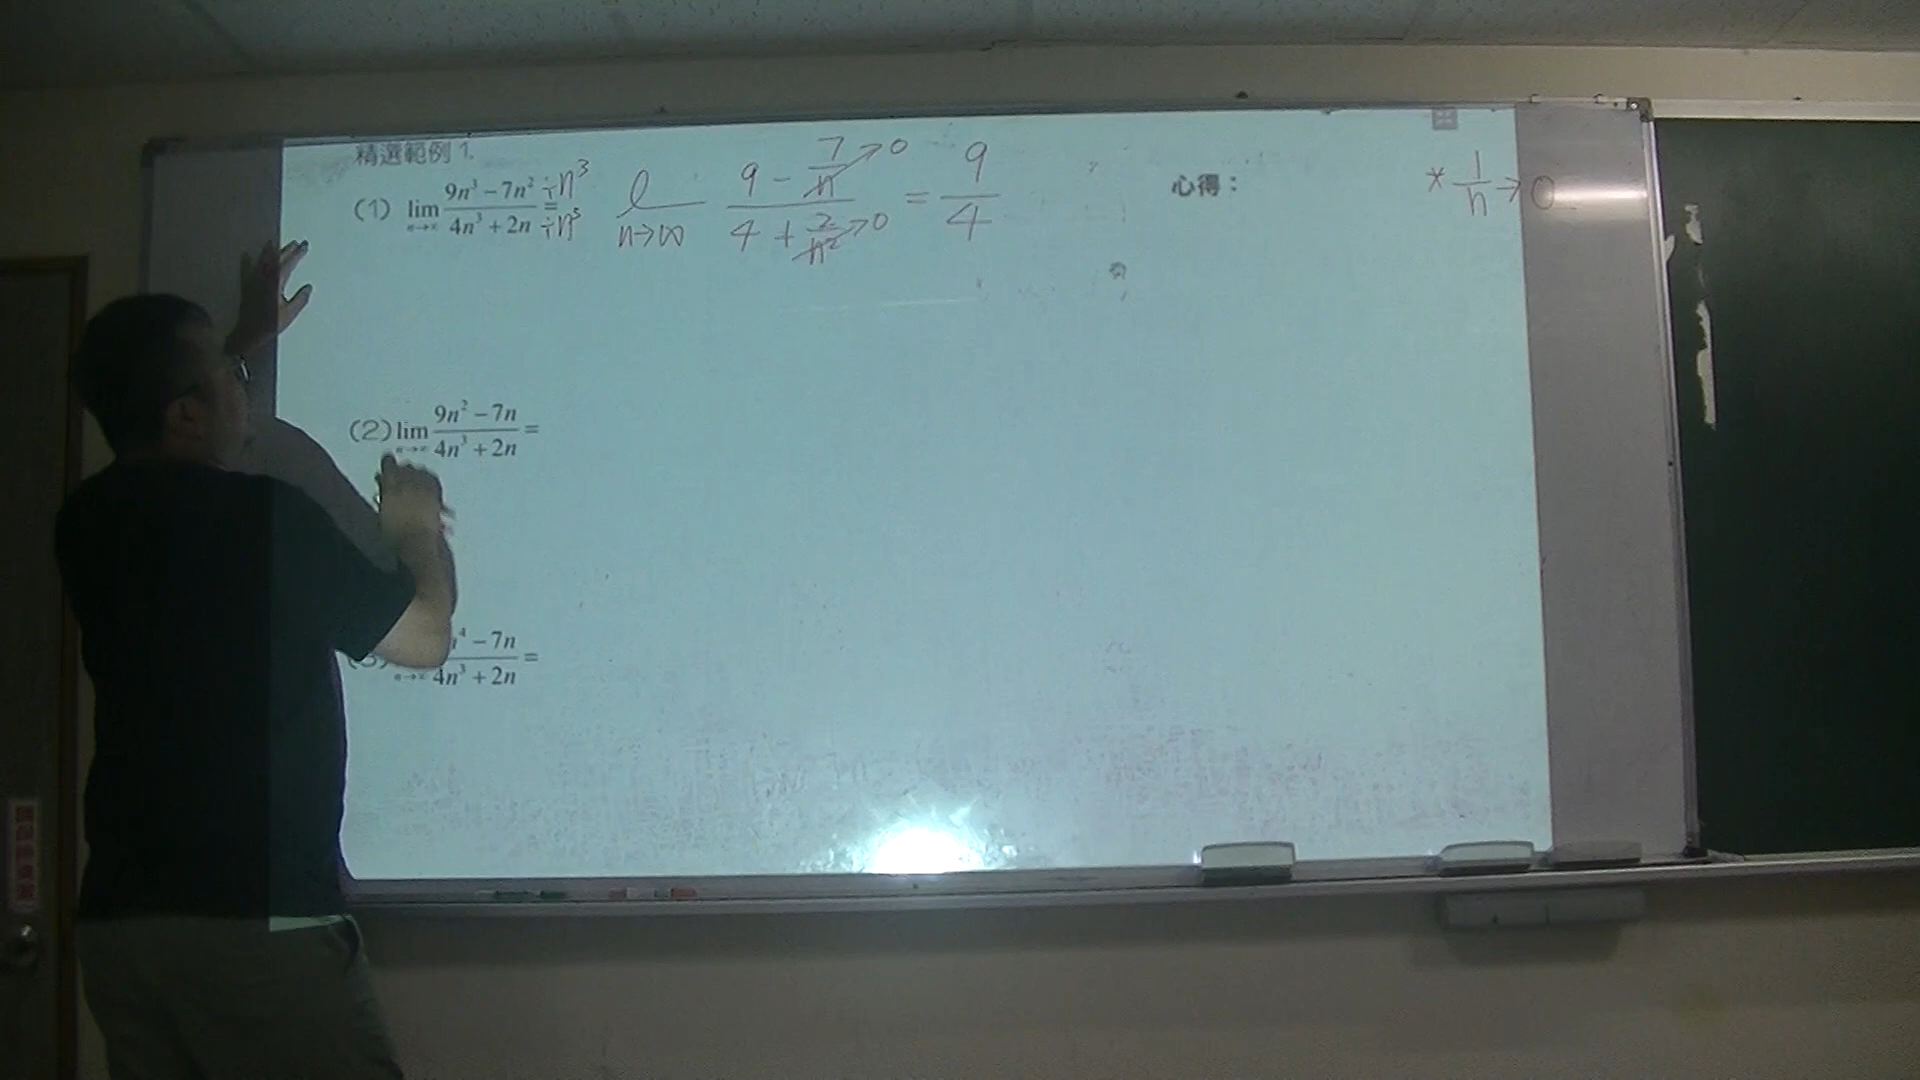 精選範例 1.
(1) lim n→∞ (9n³ − 7n²)/(4n³ + 2n) ÷n³ ÷n³ = l n→∞ (9 − 7/n →0)/(4 + 2/n² →0) = 9/4
心得：
* 1/n → 0
(2) lim n→∞ (9n² − 7n)/(4n³ + 2n) =
n→∞ n⁴ − 7n / 4n³ + 2n =